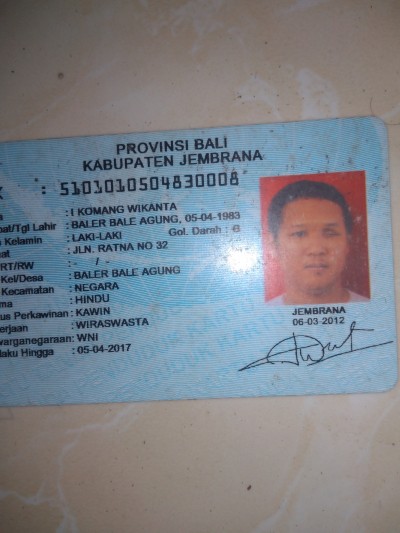 PROVINSI BALI
KABUPATEN JEMBRANA
K : 5101010504830008
a : I KOMANG WIKANTA
pat/Tgl Lahir : BALER BALE AGUNG, 05-04-1983
s Kelamin : LAKI-LAKI Gol. Darah : B
at : JLN. RATNA NO 32
RT/RW : - / -
Kel/Desa : BALER BALE AGUNG
Kecamatan : NEGARA
ma : HINDU
us Perkawinan : KAWIN
erjaan : WIRASWASTA
warganegaraan : WNI
laku Hingga : 05-04-2017
JEMBRANA
06-03-2012